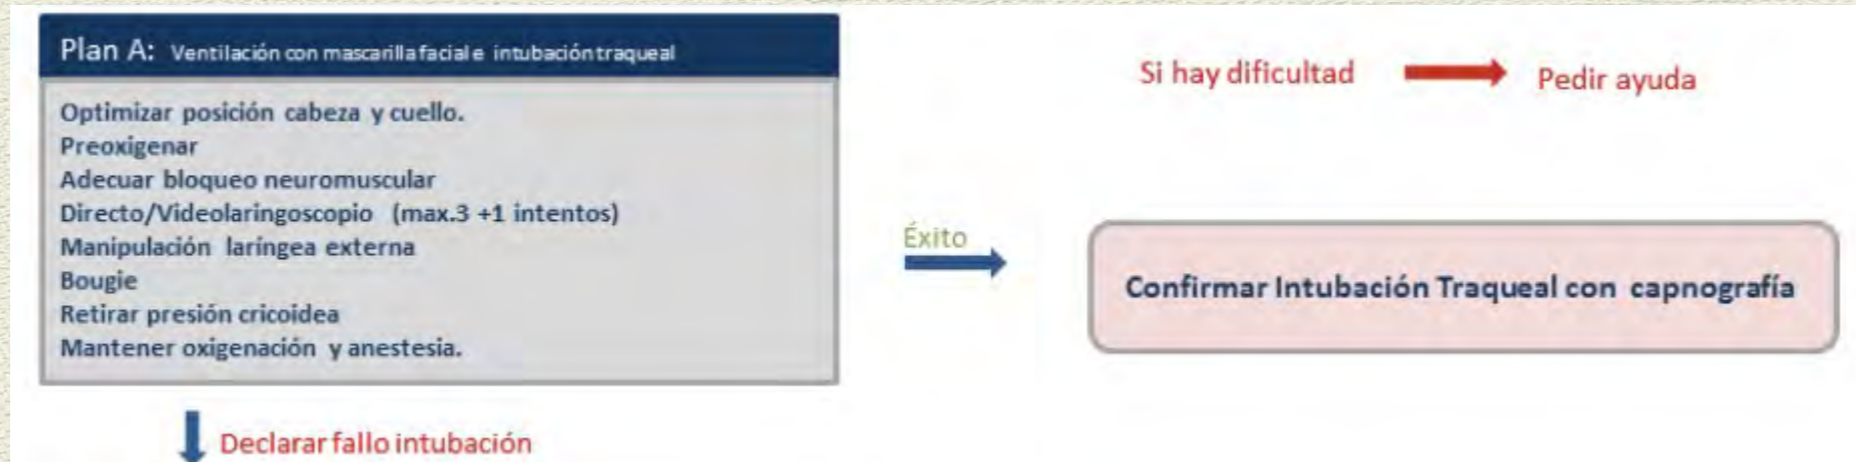 Plan A: Ventilación con mascarilla facial e intubación traqueal
Optimizar posición cabeza y cuello.
Preoxigenar
Adecuar bloqueo neuromuscular
Directo/Videolaringoscopio (max.3 +1 intentos)
Manipulación laríngea externa
Bougie
Retirar presión cricoidea
Mantener oxigenación y anestesia.
Declarar fallo intubación
Si hay dificultad
Pedir ayuda
Éxito
Confirmar Intubación Traqueal con capnografía